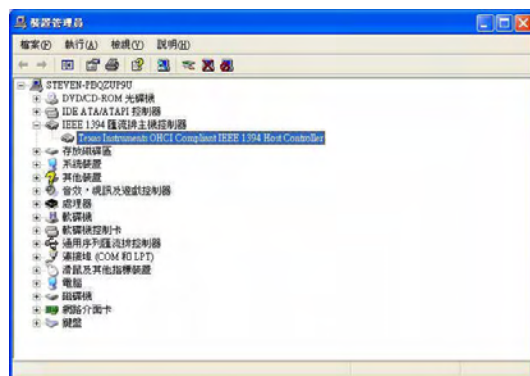 裝置管理員
檔案(F) 執行(A) 檢視(V) 說明(H)
STEVEN-PBQZUP9U
DVD/CD-ROM 光碟機
IDE ATA/ATAPI 控制器
IEEE 1394 匯流排主機控制器
Texas Instruments OHCI Compliant IEEE 1394 Host Controller
存放磁碟區
系統裝置
其他裝置
音效,視訊及遊戲控制器
處理器
軟碟機
軟碟機控制卡
通用序列匯流排控制器
連接埠 (COM 和 LPT)
滑鼠及其他指標裝置
電腦
磁碟機
網路介面卡
鍵盤